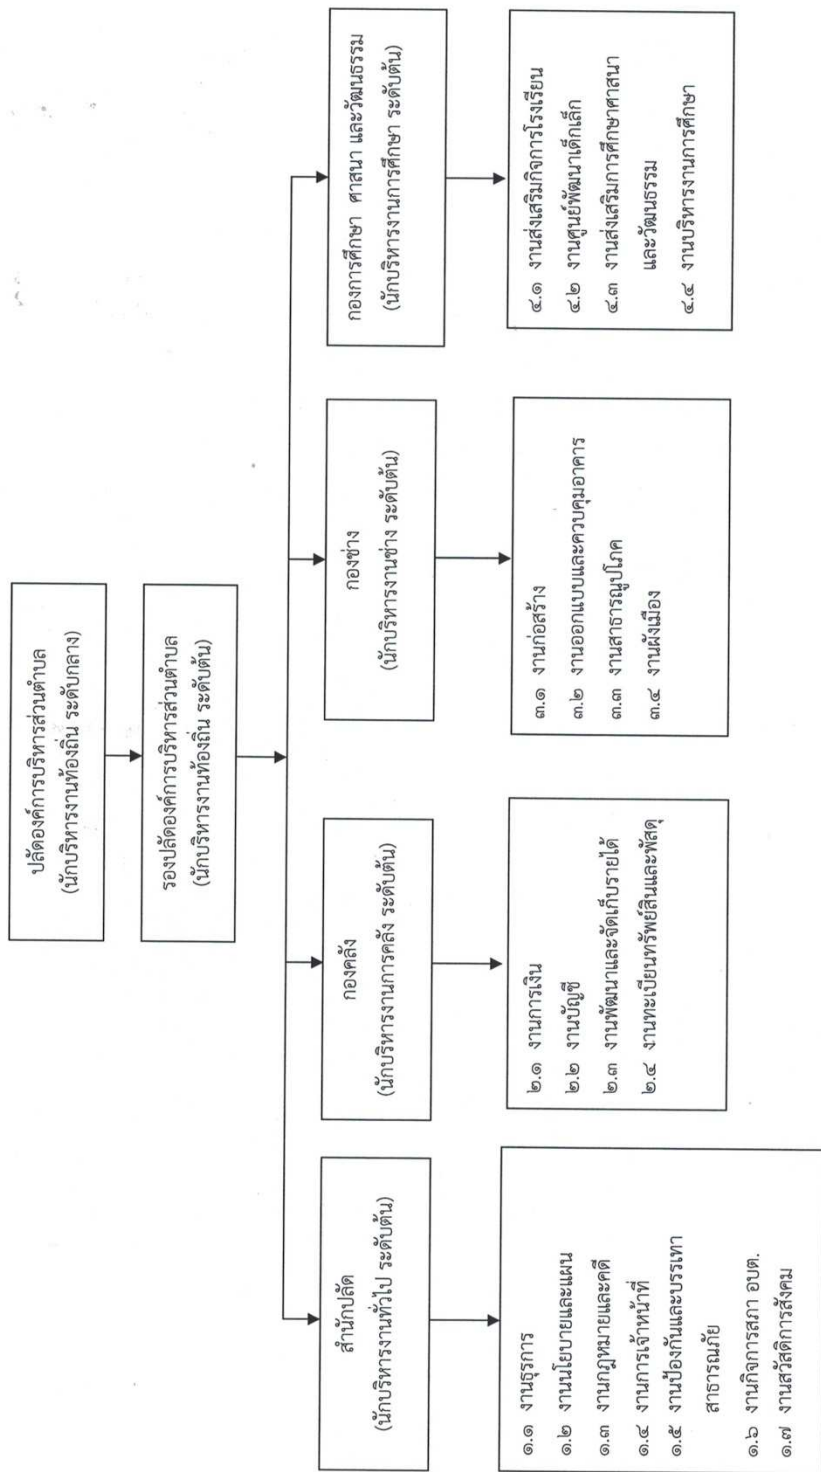 ปลัดองค์การบริหารส่วนตำบล
(นักบริหารงานท้องถิ่น ระดับกลาง)
รองปลัดองค์การบริหารส่วนตำบล
(นักบริหารงานท้องถิ่น ระดับต้น)
สำนักปลัด
(นักบริหารงานทั่วไป ระดับต้น)
กองคลัง
(นักบริหารงานการคลัง ระดับต้น)
กองช่าง
(นักบริหารงานช่าง ระดับต้น)
กองการศึกษา ศาสนา และวัฒนธรรม
(นักบริหารงานการศึกษา ระดับต้น)
๑.๑ งานธุรการ
๑.๒ งานนโยบายและแผน
๑.๓ งานกฎหมายและคดี
๑.๔ งานการเจ้าหน้าที่
๑.๕ งานป้องกันและบรรเทา
สาธารณภัย
๑.๖ งานกิจการสภา อบต.
๑.๗ งานสวัสดิการสังคม
๒.๑ งานการเงิน
๒.๒ งานบัญชี
๒.๓ งานพัฒนาและจัดเก็บรายได้
๒.๔ งานทะเบียนทรัพย์สินและพัสดุ
๓.๑ งานก่อสร้าง
๓.๒ งานออกแบบและควบคุมอาคาร
๓.๓ งานสาธารณูปโภค
๓.๔ งานผังเมือง
๔.๑ งานส่งเสริมกิจการโรงเรียน
๔.๒ งานศูนย์พัฒนาเด็กเล็ก
๔.๓ งานส่งเสริมการศึกษาศาสนา
และวัฒนธรรม
๔.๔ งานบริหารงานการศึกษา